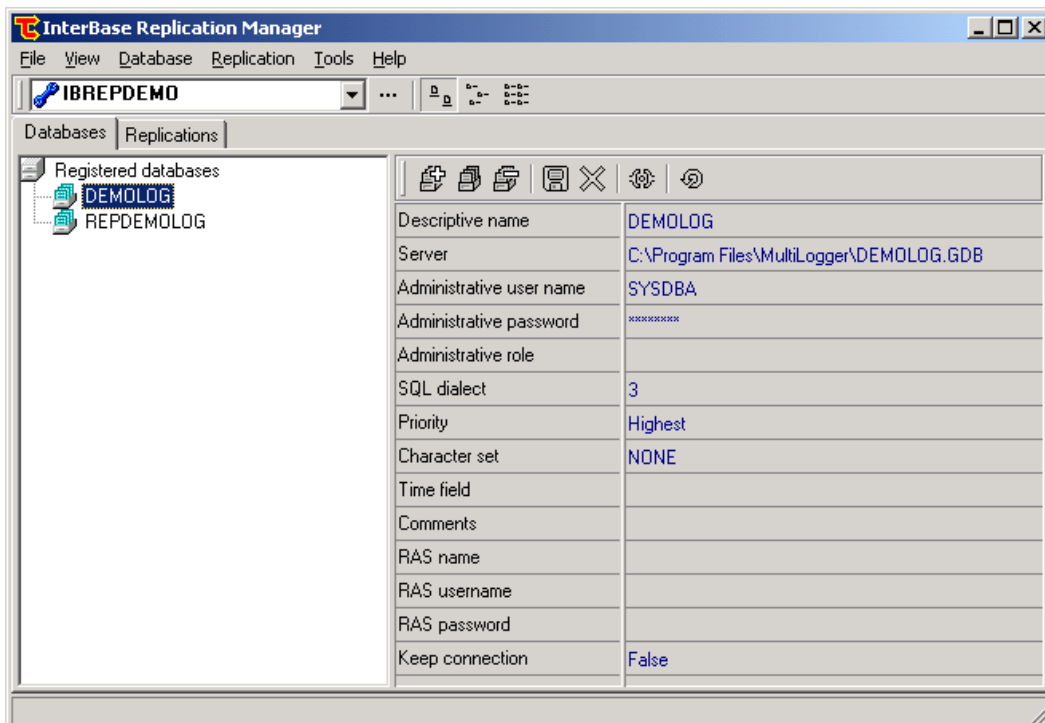 InterBase Replication Manager
File View Database Replication Tools Help
IBREPDEMO ...
Databases Replications
Registered databases
DEMOLOG
REPDEMOLOG
Descriptive name DEMOLOG
Server C:\Program Files\MultiLogger\DEMOLOG.GDB
Administrative user name SYSDBA
Administrative password ********
Administrative role
SQL dialect 3
Priority Highest
Character set NONE
Time field
Comments
RAS name
RAS username
RAS password
Keep connection False